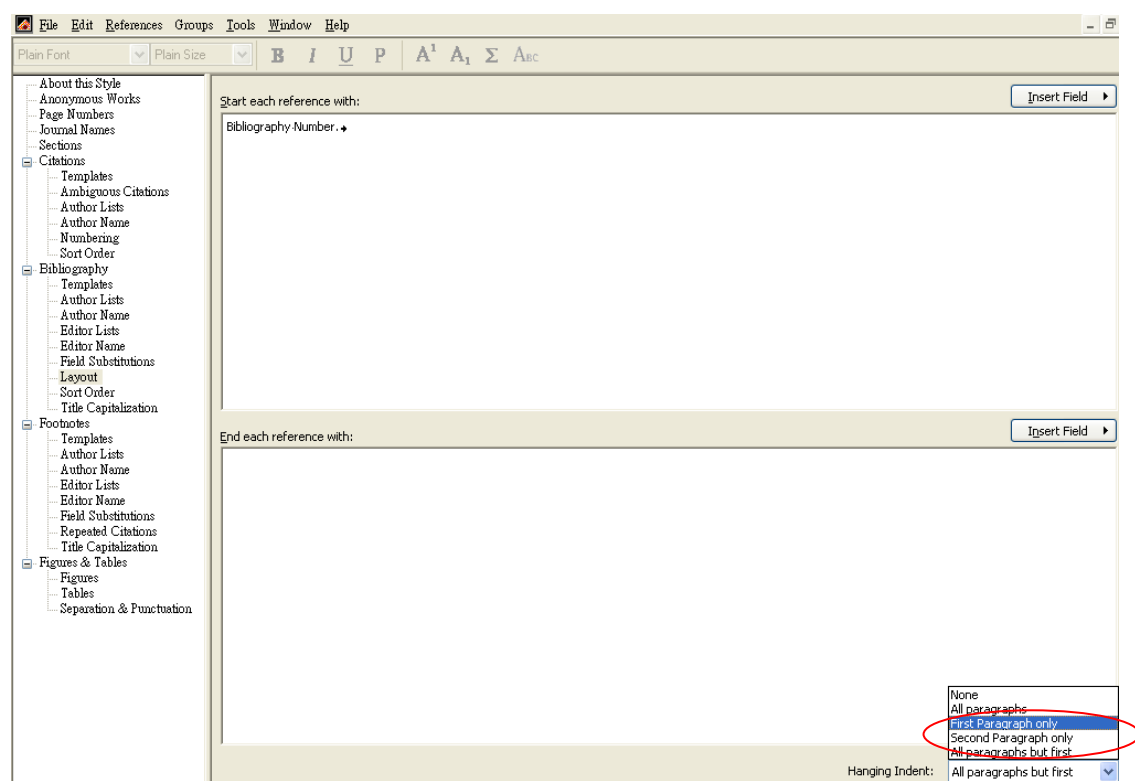 File Edit References Groups Tools Window Help
Plain Font Plain Size B I U P A¹ A₁ Σ ABC
About this Style
Anonymous Works
Page Numbers
Journal Names
Sections
Citations
Templates
Ambiguous Citations
Author Lists
Author Name
Numbering
Sort Order
Bibliography
Templates
Author Lists
Author Name
Editor Lists
Editor Name
Field Substitutions
Layout
Sort Order
Title Capitalization
Footnotes
Templates
Author Lists
Author Name
Editor Lists
Editor Name
Field Substitutions
Repeated Citations
Title Capitalization
Figures & Tables
Figures
Tables
Separation & Punctuation
Start each reference with:
Insert Field
Bibliography·Number.
End each reference with:
Insert Field
None
All paragraphs
First Paragraph only
Second Paragraph only
All paragraphs but first
Hanging Indent: All paragraphs but first